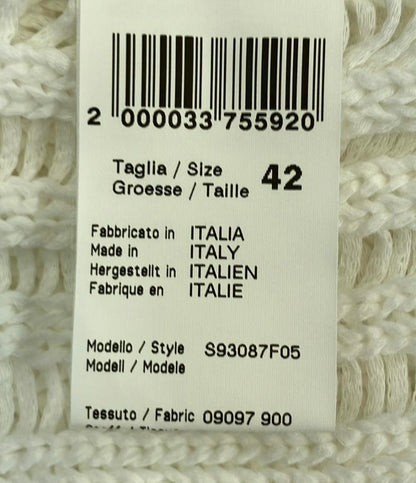 2 000033 755920
Taglia / Size 42
Groesse / Taille
Fabbricato in ITALIA
Made in ITALY
Hergestellt in ITALIEN
Fabrique en ITALIE
Modello / Style S93087F05
Modell / Modele
Tessuto / Fabric 09097 900